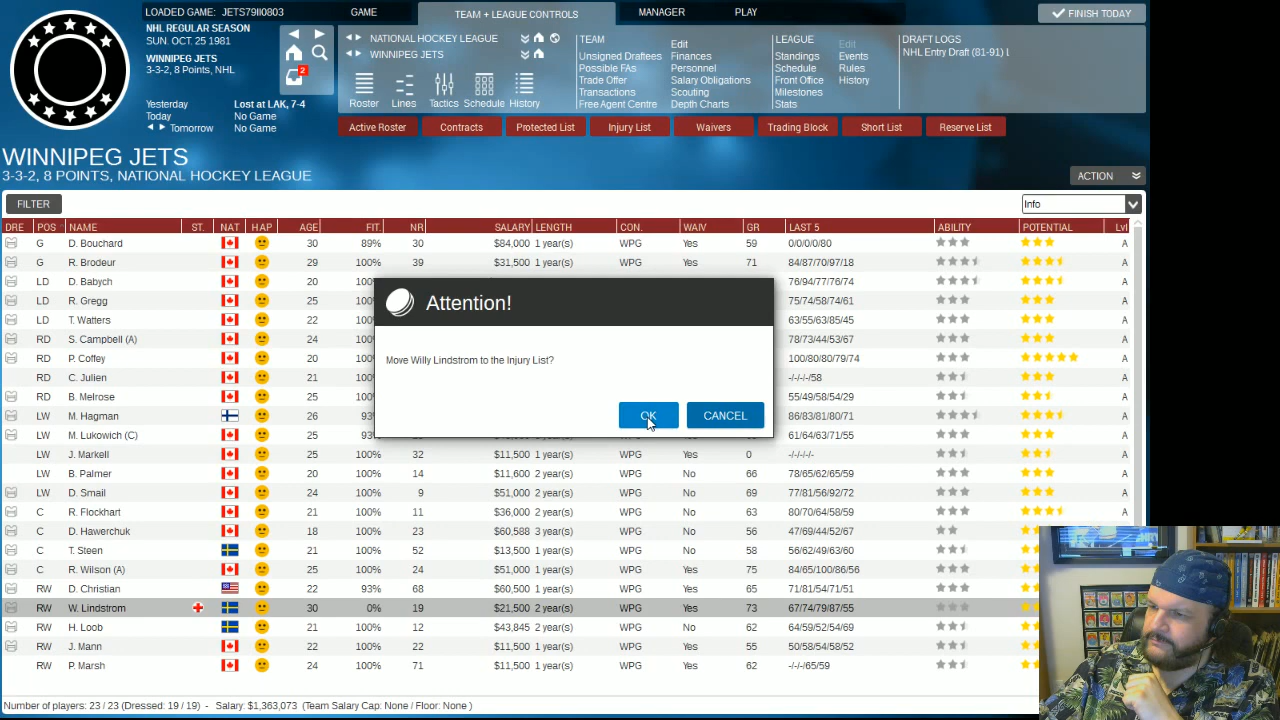 LOADED GAME: JETS79II0803
GAME
TEAM + LEAGUE CONTROLS
MANAGER
PLAY
FINISH TODAY
NHL REGULAR SEASON
SUN. OCT. 25 1981
WINNIPEG JETS
3-3-2, 8 POINTS, NHL
Yesterday Lost at LAK, 7-4
Today No Game
Tomorrow No Game
2
NATIONAL HOCKEY LEAGUE
WINNIPEG JETS
Roster Lines Tactics Schedule History
TEAM
Unsigned Draftees
Possible FAs
Trade Offer
Transactions
Free Agent Centre
Edit
Finances
Personnel
Salary Obligations
Scouting
Depth Charts
LEAGUE
Standings
Schedule
Front Office
Milestones
Stats
Edit
Events
Rules
History
DRAFT LOGS
NHL Entry Draft (81-91) L
Active Roster Contracts Protected List Injury List Waivers Trading Block Short List Reserve List
WINNIPEG JETS
3-3-2, 8 POINTS, NATIONAL HOCKEY LEAGUE
ACTION
FILTER
Info
DRE POS NAME ST. NAT HAP AGE FIT. NR SALARY LENGTH CON. WAIV GR LAST 5 ABILITY POTENTIAL Lvl
G D. Bouchard 30 89% 30 $84,000 1 year(s) WPG Yes 59 0/0/0/0/80 A
G R. Brodeur 29 100% 39 $31,500 1 year(s) WPG Yes 71 84/87/70/97/18 A
LD D. Babych 20 100% 76/94/77/76/74 A
LD R. Gregg 25 100% 75/74/58/74/61 A
LD T. Watters 22 100% 63/55/63/85/45 A
RD S. Campbell (A) 24 100% 78/73/44/53/67 A
RD P. Coffey 20 100% 100/80/80/79/74 A
RD C. Julien 21 100% -/-/-/-/58 A
RD B. Melrose 25 100% 55/49/58/54/29 A
LW M. Hagman 26 93% 86/83/81/80/71 A
LW M. Lukowich (C) 25 93% 1 year(s) WPG Yes 61/64/63/71/55 A
LW J. Markell 25 100% 32 $11,500 1 year(s) WPG Yes 0 -/-/-/-/- A
LW B. Palmer 20 100% 14 $11,600 2 year(s) WPG No 66 78/65/62/65/59 A
LW D. Smail 24 100% 9 $51,000 2 year(s) WPG No 69 77/81/56/92/72 A
C R. Flockhart 21 100% 11 $36,000 2 year(s) WPG No 63 80/70/64/58/59 A
C D. Hawerchuk 18 100% 23 $60,588 3 year(s) WPG No 56 47/69/44/52/67
C T. Steen 21 100% 52 $13,500 1 year(s) WPG No 58 56/62/49/63/60
C R. Wilson (A) 25 100% 24 $51,000 1 year(s) WPG Yes 75 84/65/100/86/56
RW D. Christian 22 93% 68 $60,500 1 year(s) WPG Yes 65 71/81/54/51/71
RW W. Lindstrom 30 0% 19 $21,500 2 year(s) WPG Yes 73 67/74/79/87/55
RW H. Loob 21 100% 12 $43,845 2 year(s) WPG No 62 64/59/52/54/69
RW J. Mann 22 100% 22 $11,500 1 year(s) WPG Yes 55 50/58/54/58/52
RW P. Marsh 24 100% 71 $11,500 1 year(s) WPG Yes 62 -/-/-/65/59
Attention!
Move Willy Lindstrom to the Injury List?
OK CANCEL
Number of players: 23 / 23 (Dressed: 19 / 19) - Salary: $1,363,073 (Team Salary Cap: None / Floor: None )